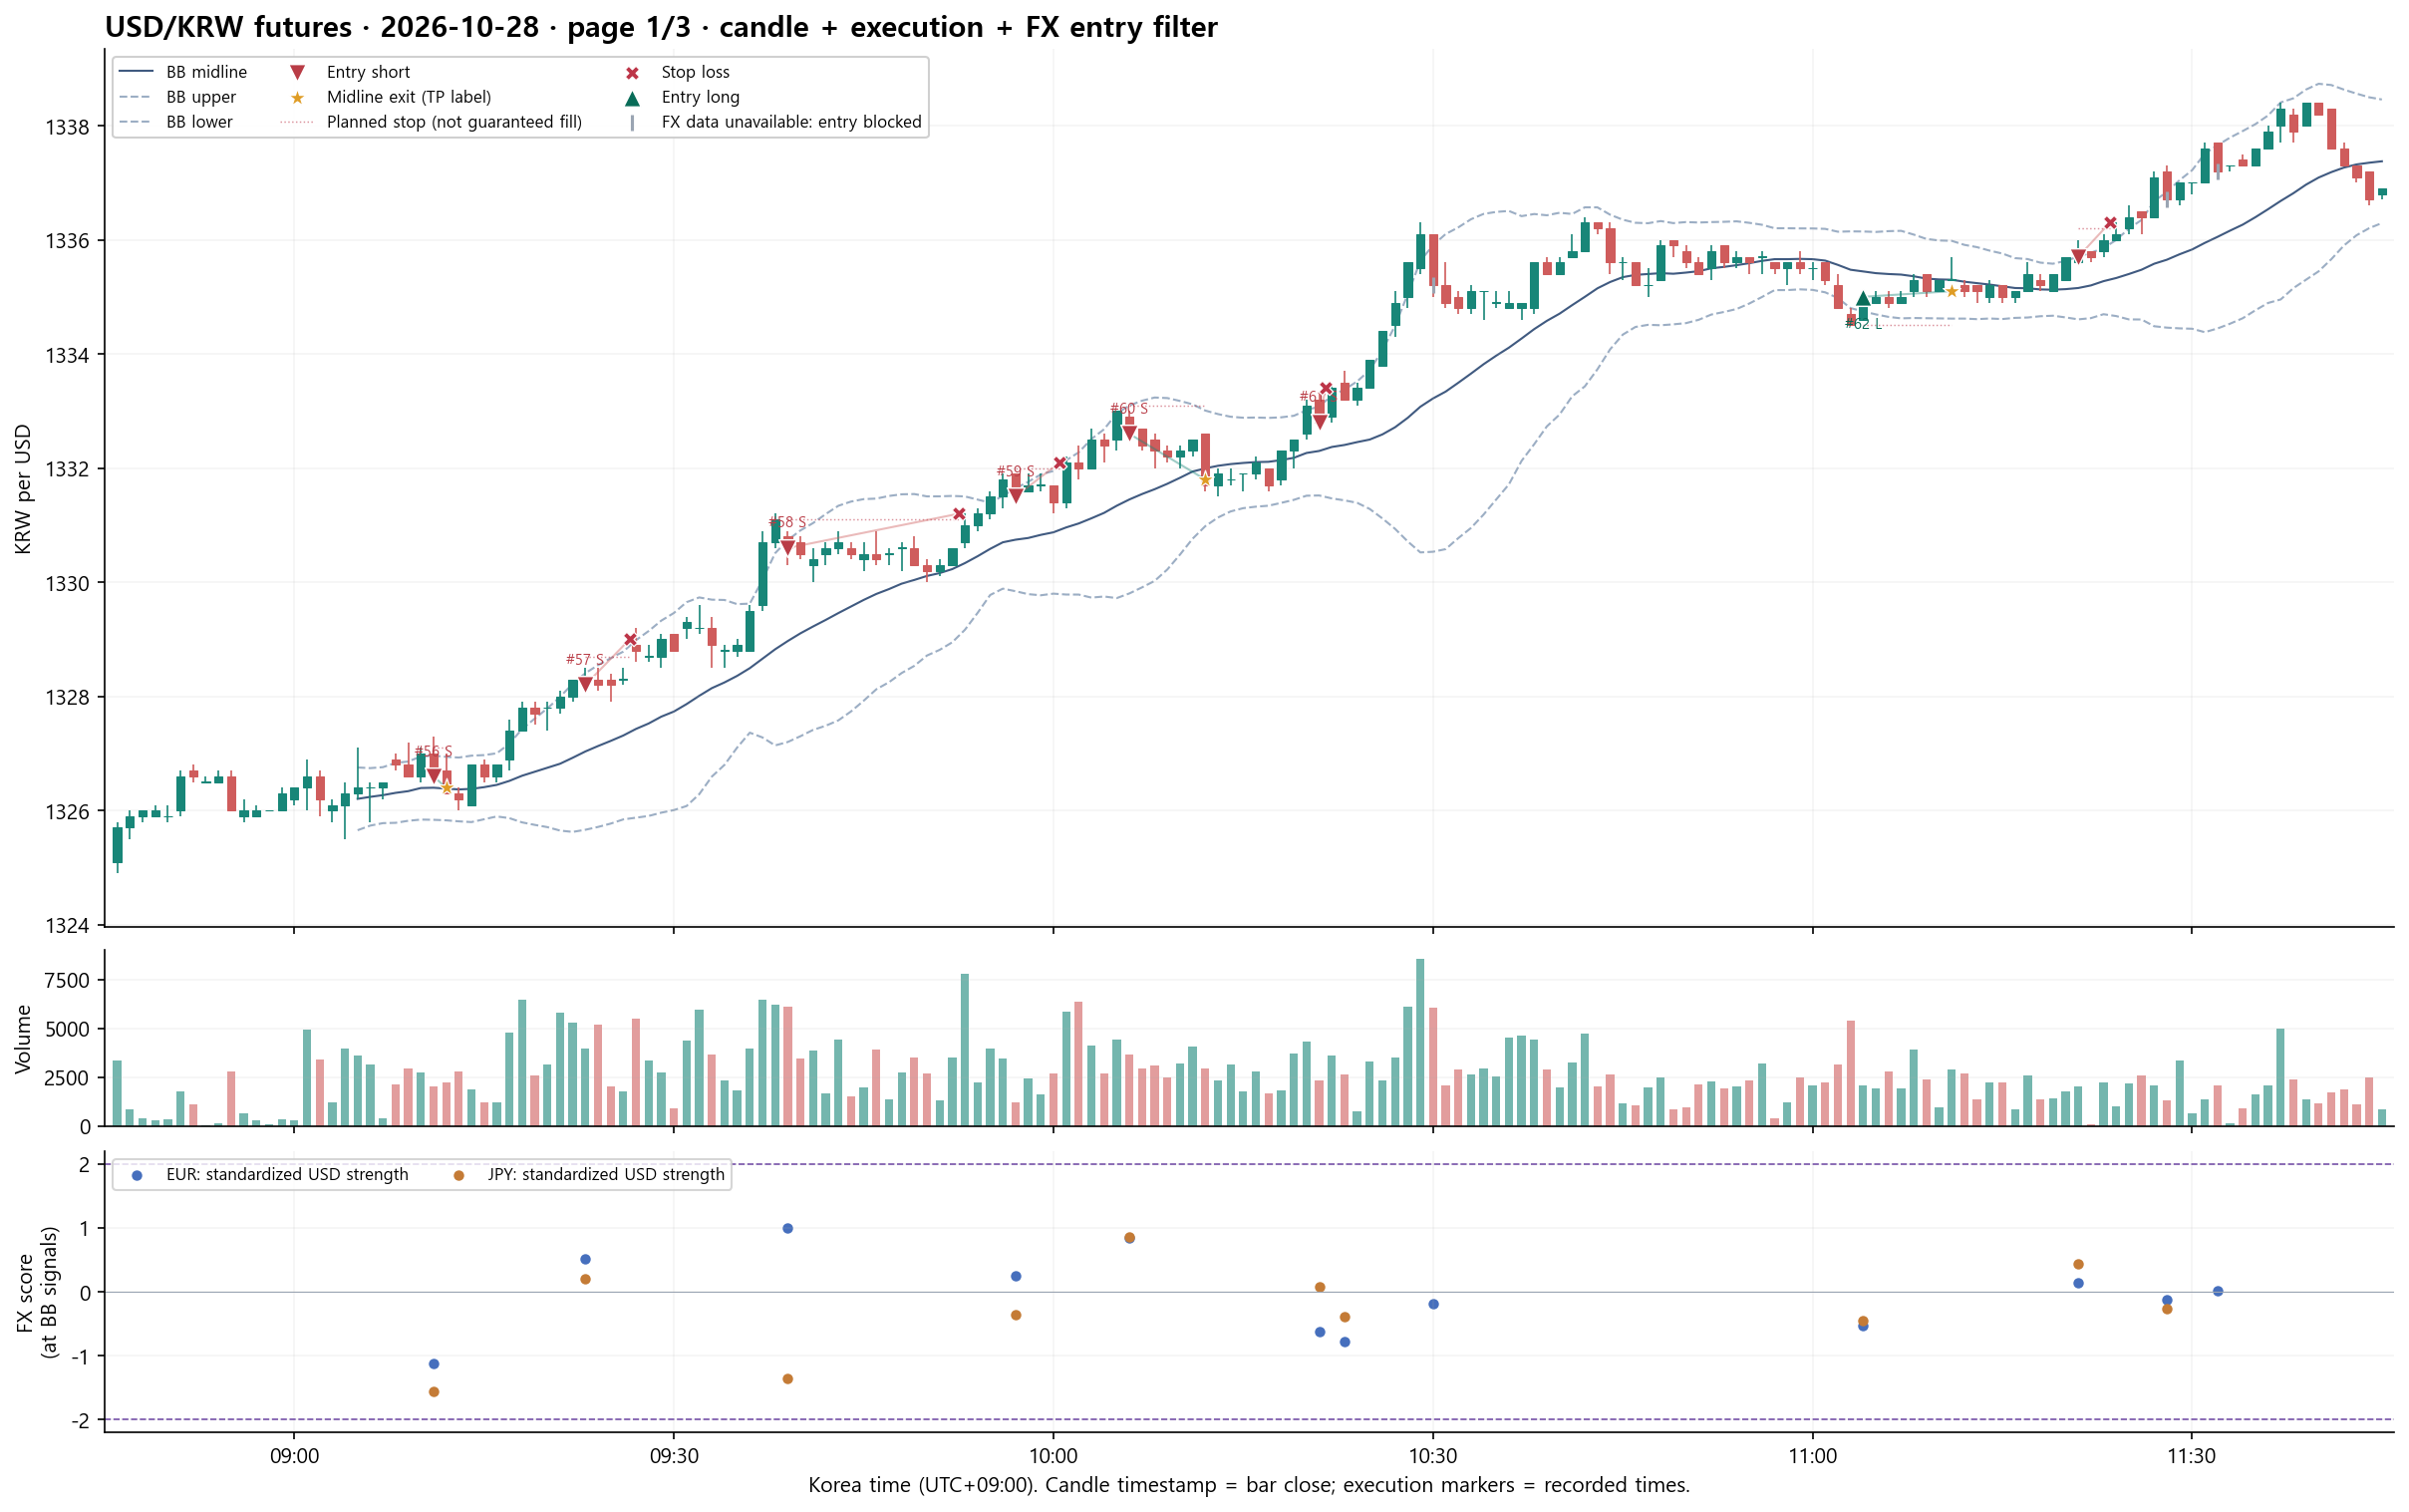 USD/KRW futures · 2026-10-28 · page 1/3 · candle + execution + FX entry filter
BB midline
BB upper
BB lower
Entry short
Midline exit (TP label)
Planned stop (not guaranteed fill)
Stop loss
Entry long
FX data unavailable: entry blocked
KRW per USD
1338
1336
1334
1332
1330
1328
1326
1324
#56 S
#57 S
#58 S
#59 S
#60 S
#62 L
Volume
7500
5000
2500
0
FX score
(at BB signals)
EUR: standardized USD strength
JPY: standardized USD strength
2
1
0
-1
-2
09:00
09:30
10:00
10:30
11:00
11:30
Korea time (UTC+09:00). Candle timestamp = bar close; execution markers = recorded times.